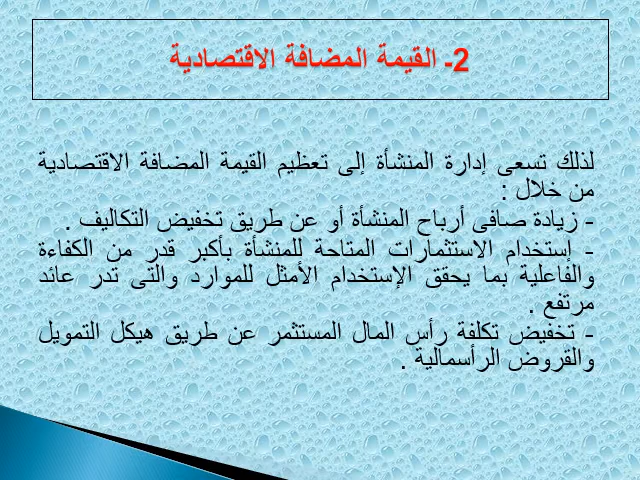 2- القيمة المضافة الاقتصادية
لذلك تسعى إدارة المنشأة إلى تعظيم القيمة المضافة الاقتصادية
من خلال :
- زيادة صافى أرباح المنشأة أو عن طريق تخفيض التكاليف .
- إستخدام الاستثمارات المتاحة للمنشأة بأكبر قدر من الكفاءة
والفاعلية بما يحقق الإستخدام الأمثل للموارد والتى تدر عائد
مرتفع .
- تخفيض تكلفة رأس المال المستثمر عن طريق هيكل التمويل
والقروض الرأسمالية .